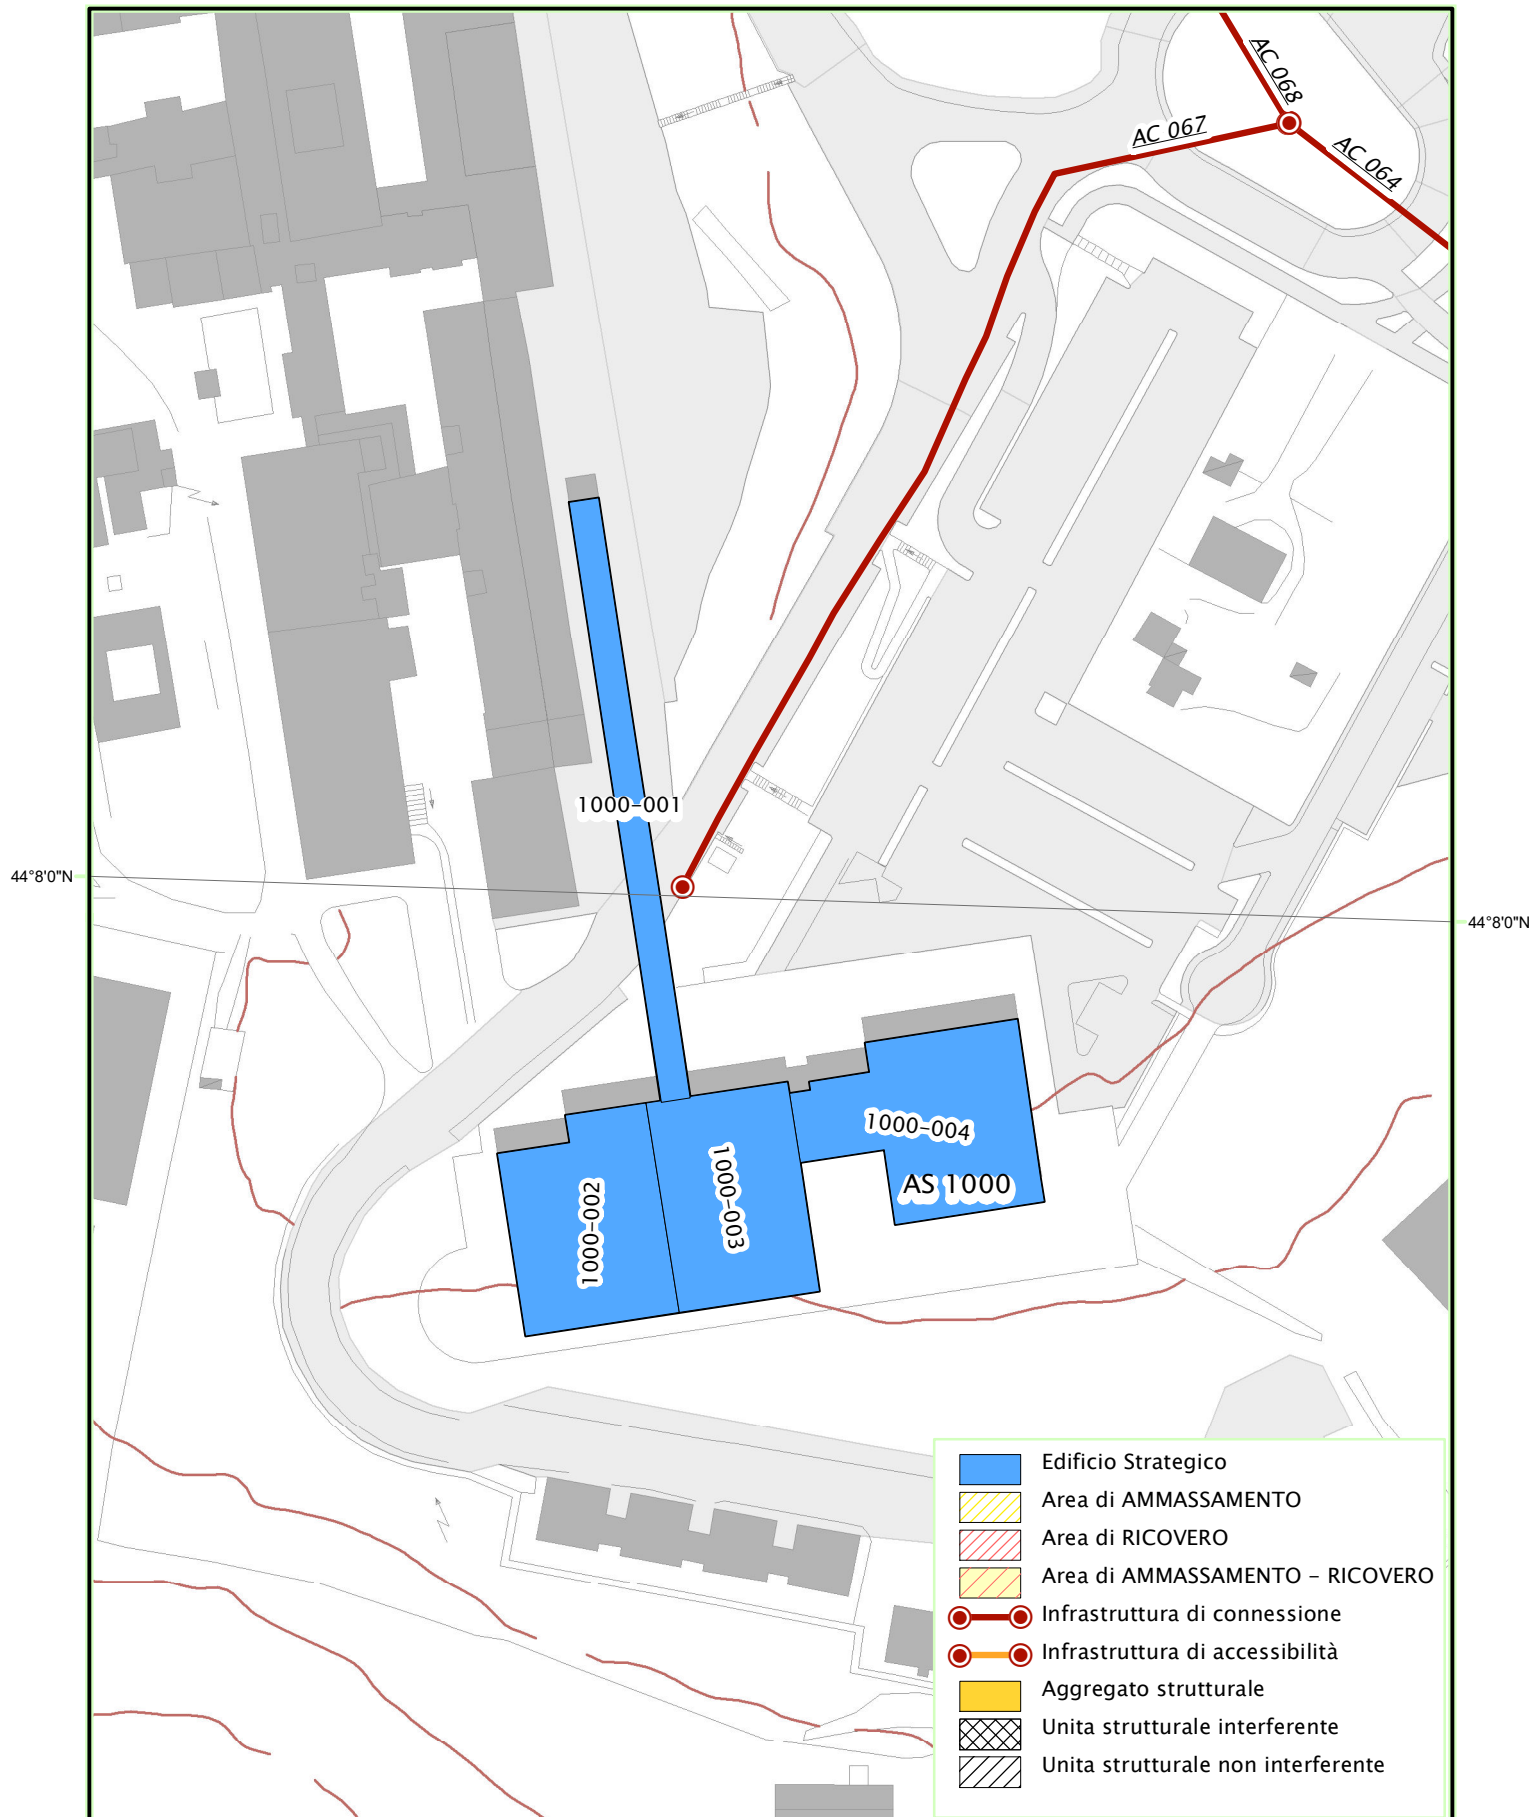 AC 068
AC 067
AC 064
1000-001
44°8'0"N
44°8'0"N
1000-004
1000-003
1000-002
AS 1000
Edificio Strategico
Area di AMMASSAMENTO
Area di RICOVERO
Area di AMMASSAMENTO - RICOVERO
Infrastruttura di connessione
Infrastruttura di accessibilità
Aggregato strutturale
Unita strutturale interferente
Unita strutturale non interferente